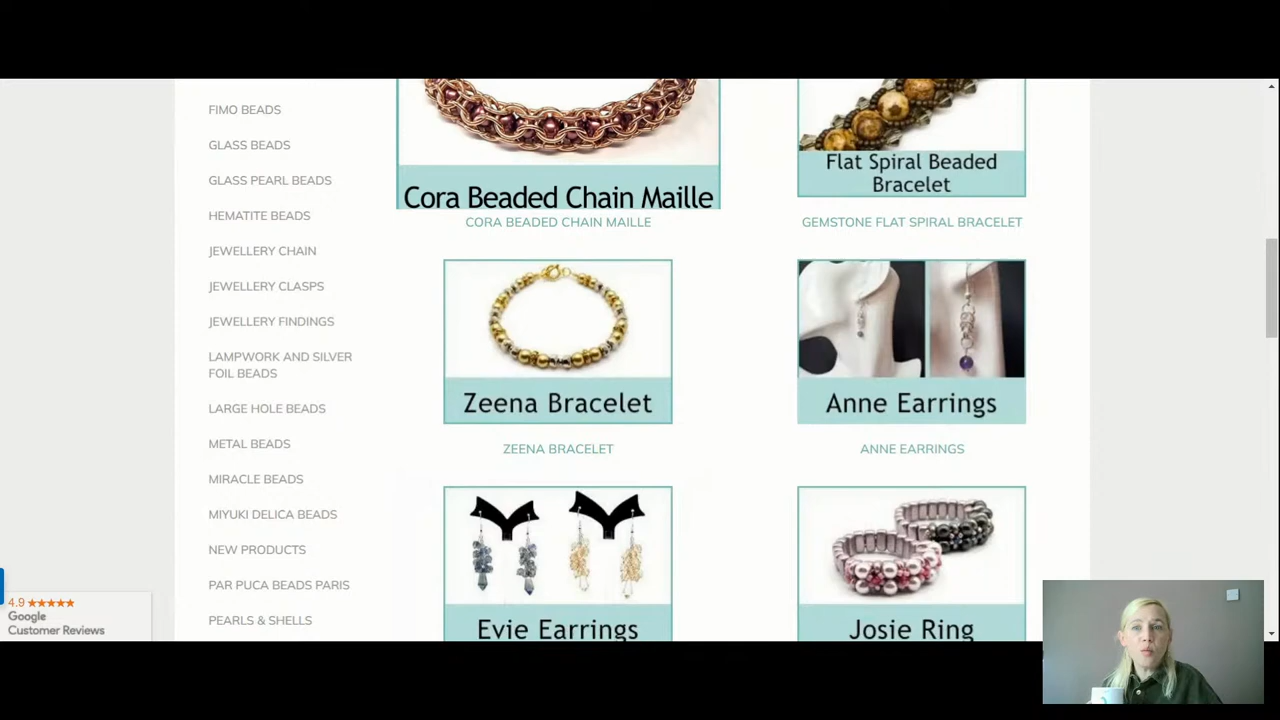 FIMO BEADS
GLASS BEADS
GLASS PEARL BEADS
HEMATITE BEADS
JEWELLERY CHAIN
JEWELLERY CLASPS
JEWELLERY FINDINGS
LAMPWORK AND SILVER
FOIL BEADS
LARGE HOLE BEADS
METAL BEADS
MIRACLE BEADS
MIYUKI DELICA BEADS
NEW PRODUCTS
PAR PUCA BEADS PARIS
PEARLS & SHELLS
4.9 ★★★★★
Google
Customer Reviews
Cora Beaded Chain Maille
CORA BEADED CHAIN MAILLE
Flat Spiral Beaded
Bracelet
GEMSTONE FLAT SPIRAL BRACELET
Zeena Bracelet
ZEENA BRACELET
Anne Earrings
ANNE EARRINGS
Evie Earrings
Josie Ring